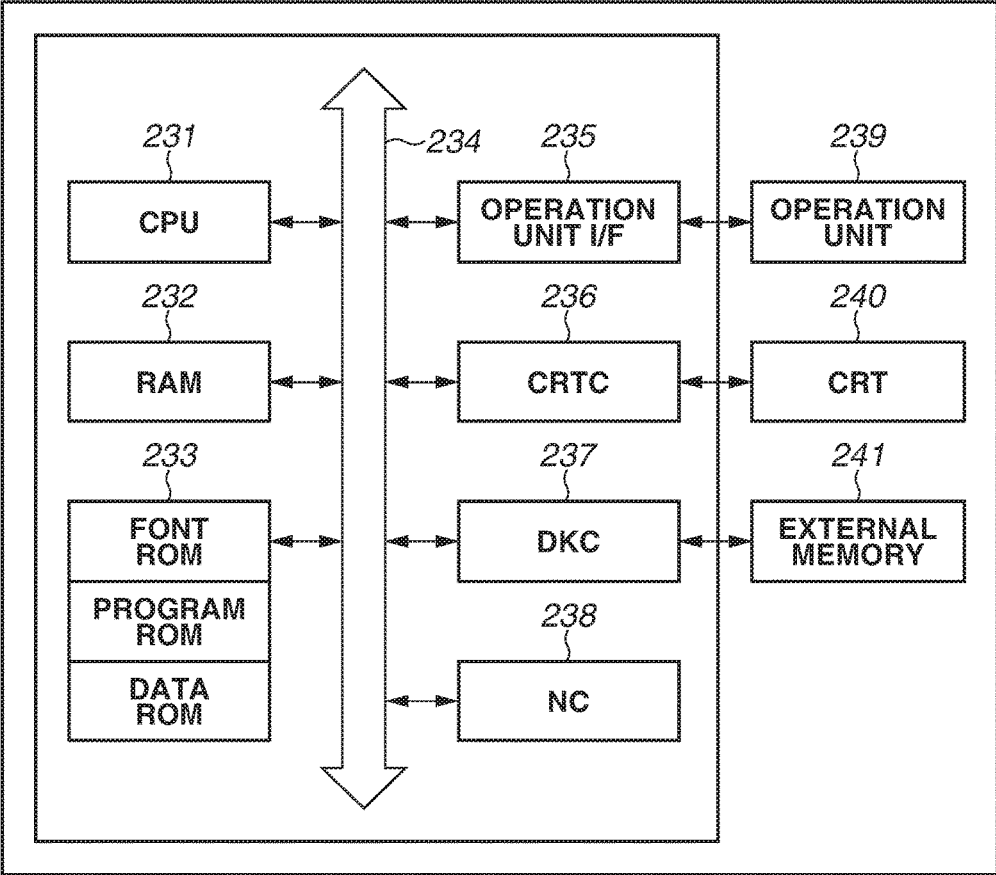 231
CPU
232
RAM
233
FONT
ROM
PROGRAM
ROM
DATA
ROM
234
235
OPERATION
UNIT I/F
236
CRTC
237
DKC
238
NC
239
OPERATION
UNIT
240
CRT
241
EXTERNAL
MEMORY